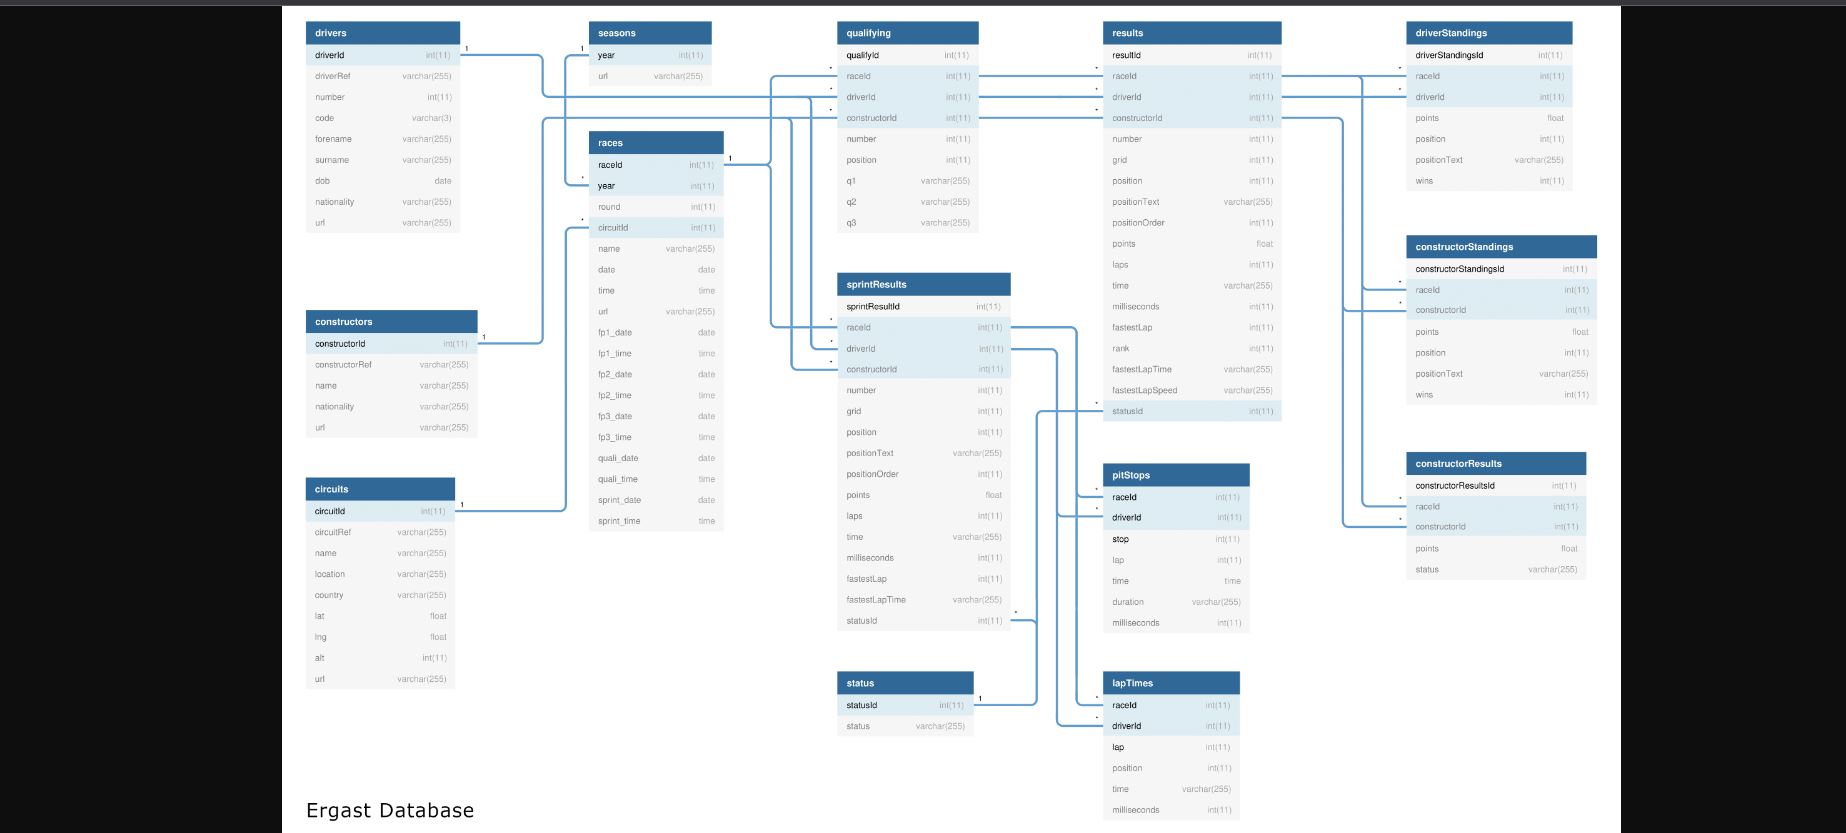 drivers
driverId int(11)
driverRef varchar(255)
number int(11)
code varchar(3)
forename varchar(255)
surname varchar(255)
dob date
nationality varchar(255)
url varchar(255)
1
constructors
constructorId int(11)
constructorRef varchar(255)
name varchar(255)
nationality varchar(255)
url varchar(255)
1
circuits
circuitId int(11)
circuitRef varchar(255)
name varchar(255)
location varchar(255)
country varchar(255)
lat float
lng float
alt int(11)
url varchar(255)
1
seasons
1
year int(11)
url varchar(255)
races
raceId int(11)
year int(11)
round int(11)
circuitId int(11)
name varchar(255)
date date
time time
url varchar(255)
fp1_date date
fp1_time time
fp2_date date
fp2_time time
fp3_date date
fp3_time time
quali_date date
quali_time time
sprint_date date
sprint_time time
1
qualifying
qualifyId int(11)
raceId int(11)
driverId int(11)
constructorId int(11)
number int(11)
position int(11)
q1 varchar(255)
q2 varchar(255)
q3 varchar(255)
sprintResults
sprintResultId int(11)
raceId int(11)
driverId int(11)
constructorId int(11)
number int(11)
grid int(11)
position int(11)
positionText varchar(255)
positionOrder int(11)
points float
laps int(11)
time varchar(255)
milliseconds int(11)
fastestLap int(11)
fastestLapTime varchar(255)
statusId int(11)
status
statusId int(11)
status varchar(255)
1
results
resultId int(11)
raceId int(11)
driverId int(11)
constructorId int(11)
number int(11)
grid int(11)
position int(11)
positionText varchar(255)
positionOrder int(11)
points float
laps int(11)
time varchar(255)
milliseconds int(11)
fastestLap int(11)
rank int(11)
fastestLapTime varchar(255)
fastestLapSpeed varchar(255)
statusId int(11)
pitStops
raceId int(11)
driverId int(11)
stop int(11)
lap int(11)
time time
duration varchar(255)
milliseconds int(11)
lapTimes
raceId int(11)
driverId int(11)
lap int(11)
position int(11)
time varchar(255)
milliseconds int(11)
driverStandings
driverStandingsId int(11)
raceId int(11)
driverId int(11)
points float
position int(11)
positionText varchar(255)
wins int(11)
constructorStandings
constructorStandingsId int(11)
raceId int(11)
constructorId int(11)
points float
position int(11)
positionText varchar(255)
wins int(11)
constructorResults
constructorResultsId int(11)
raceId int(11)
constructorId int(11)
points float
status varchar(255)
Ergast Database